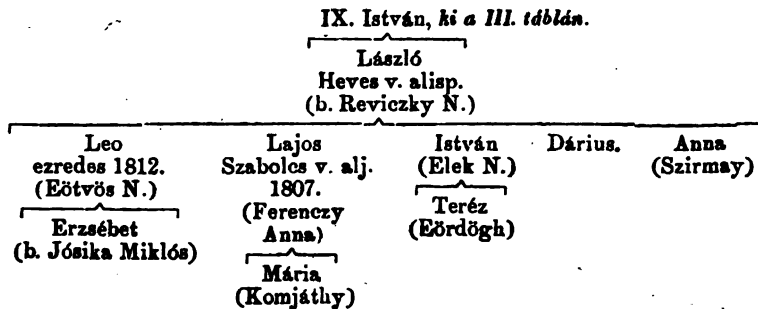 IX. István, ki a III. táblán.
László
Heves v. alisp.
(b. Reviczky N.)
Leo
ezredes 1812.
(Eötvös N.)
Erzsébet
(b. Jósika Miklós)
Lajos
Szabolcs v. alj.
1807.
(Ferenczy
Anna)
Mária
(Komjáthy)
István
(Elek N.)
Teréz
(Eördögh)
Dárius.
Anna
(Szirmay)